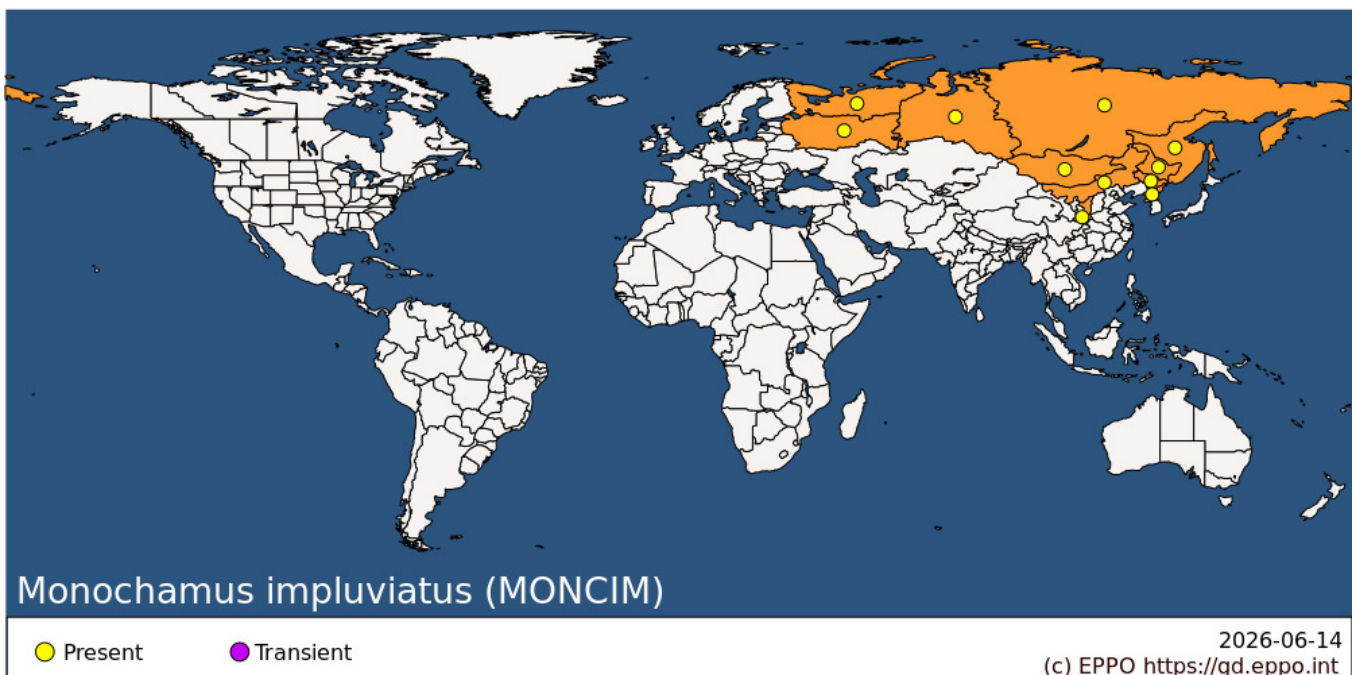 Monochamus impluviatus (MONCIM)
Present
Transient
2026-06-14
(c) EPPO https://gd.eppo.int